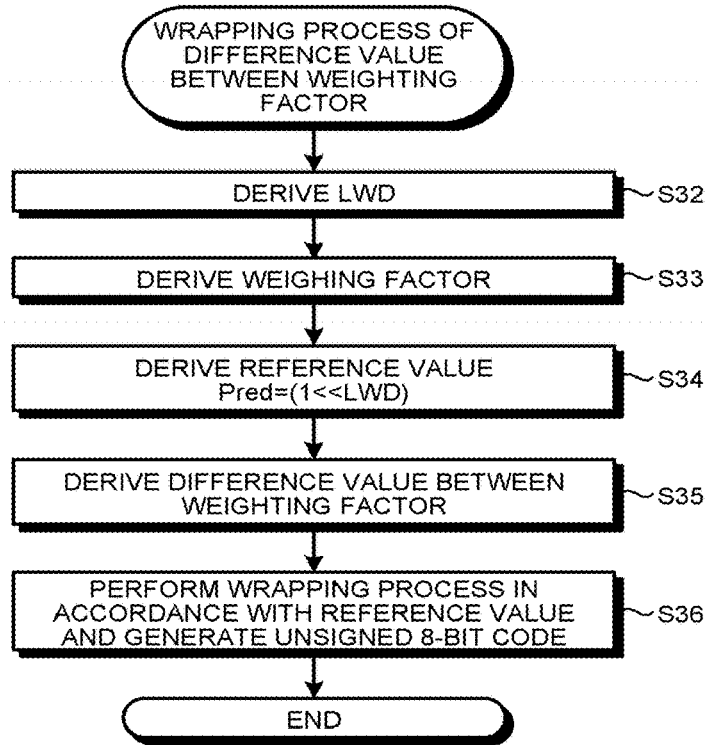 WRAPPING PROCESS OF
DIFFERENCE VALUE
BETWEEN WEIGHTING
FACTOR
DERIVE LWD
S32
DERIVE WEIGHING FACTOR
S33
DERIVE REFERENCE VALUE
Pred=(1<<LWD)
S34
DERIVE DIFFERENCE VALUE BETWEEN
WEIGHTING FACTOR
S35
PERFORM WRAPPING PROCESS IN
ACCORDANCE WITH REFERENCE VALUE
AND GENERATE UNSIGNED 8-BIT CODE
S36
END